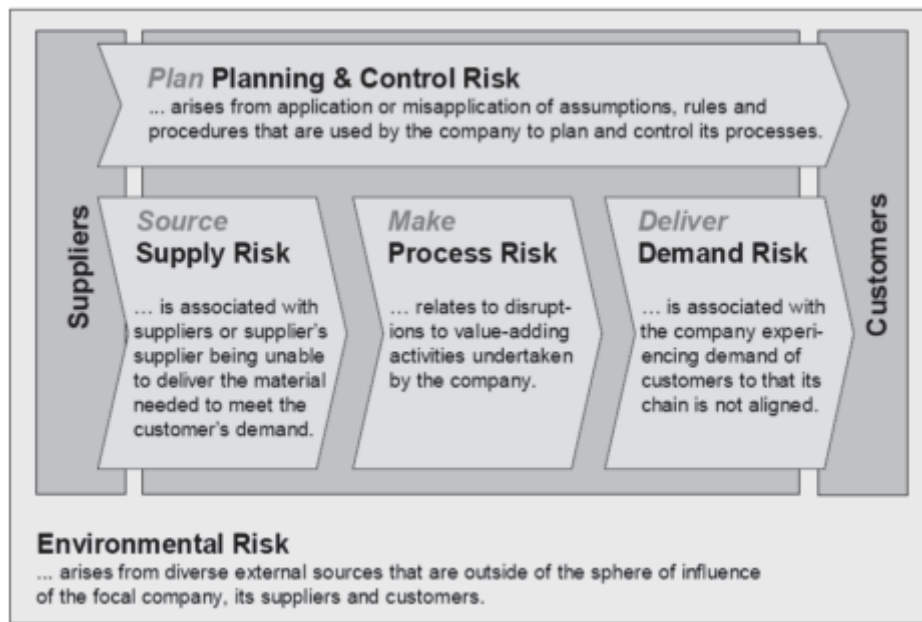 Plan Planning & Control Risk
... arises from application or misapplication of assumptions, rules and
procedures that are used by the company to plan and control its processes.
Suppliers
Source
Supply Risk
... is associated with
suppliers or supplier's
supplier being unable
to deliver the material
needed to meet the
customer's demand.
Make
Process Risk
... relates to disrupt-
ions to value-adding
activities undertaken
by the company.
Deliver
Demand Risk
... is associated with
the company experi-
encing demand of
customers to that its
chain is not aligned.
Customers
Environmental Risk
... arises from diverse external sources that are outside of the sphere of influence
of the focal company, its suppliers and customers.